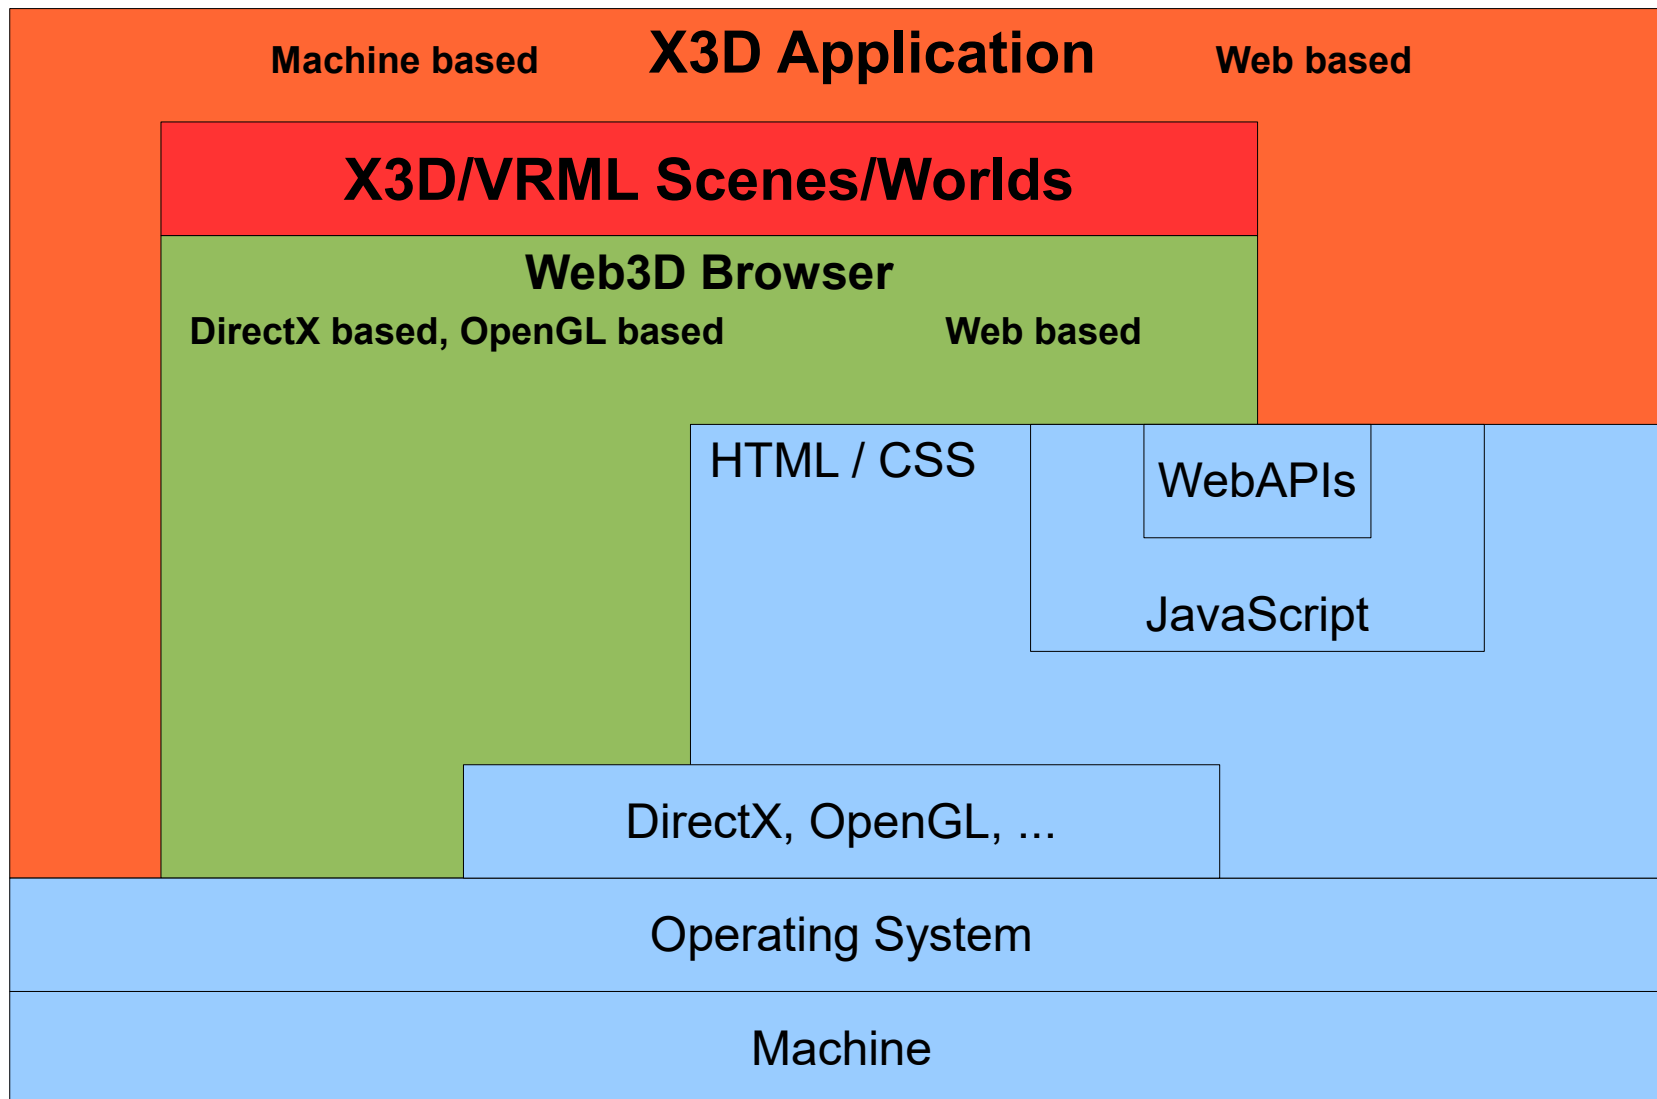 Machine based X3D Application Web based
X3D/VRML Scenes/Worlds
Web3D Browser
DirectX based, OpenGL based Web based
HTML / CSS
WebAPIs
JavaScript
DirectX, OpenGL, ...
Operating System
Machine